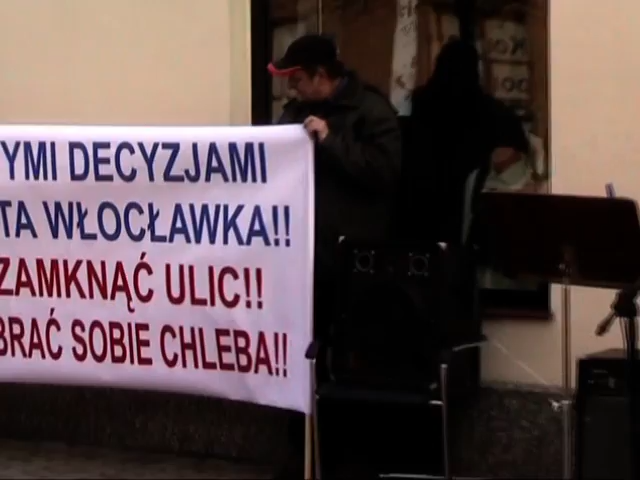 YMI DECYZJAMI
TA WŁOCŁAWKA!!
ZAMKNĄĆ ULIC!!
BRAĆ SOBIE CHLEBA!!